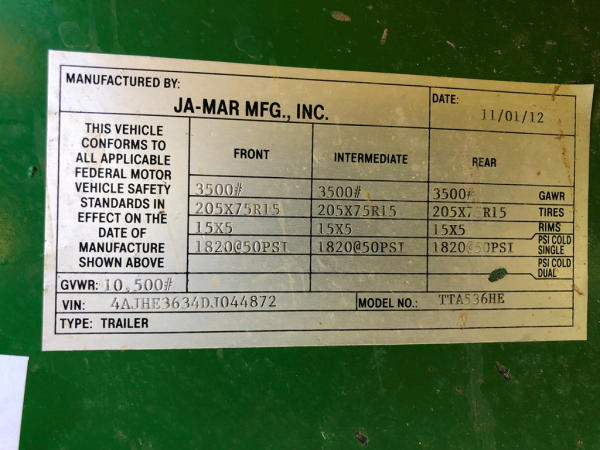 MANUFACTURED BY:
JA-MAR MFG., INC.
DATE:
11/01/12
THIS VEHICLE
CONFORMS TO
ALL APPLICABLE
FEDERAL MOTOR
VEHICLE SAFETY
STANDARDS IN
EFFECT ON THE
DATE OF
MANUFACTURE
SHOWN ABOVE
FRONT INTERMEDIATE REAR
3500# 3500# 3500# GAWR
205X75R15 205X75R15 205X75R15 TIRES
15X5 15X5 15X5 RIMS
1820@50PSI 1820@50PSI 1820@50PSI PSI COLD SINGLE
PSI COLD DUAL
GVWR: 10,500#
VIN: 4AJHE3634DJ044872 MODEL NO.: TTA536HE
TYPE: TRAILER